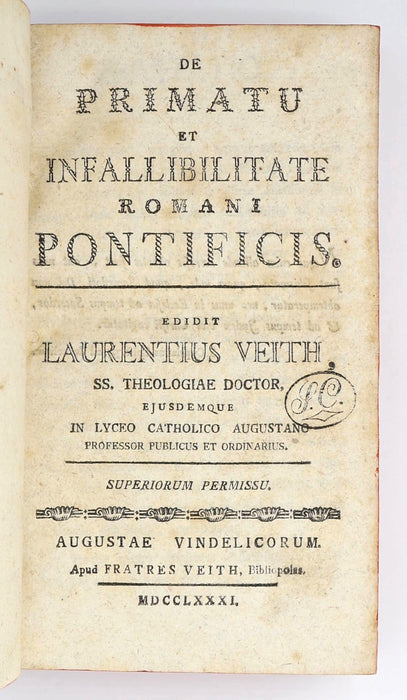 DE
PRIMATU
ET
INFALLIBILITATE
ROMANI
PONTIFICIS.
EDIDIT
LAURENTIUS VEITH,
SS. THEOLOGIAE DOCTOR,
EJUSDEMQUE
IN LYCEO CATHOLICO AUGUSTANO
PROFESSOR PUBLICUS ET ORDINARIUS.
S.C.
SUPERIORUM PERMISSU.
AUGUSTAE VINDELICORUM.
Apud FRATRES VEITH, Bibliopolas.
MDCCLXXXI.